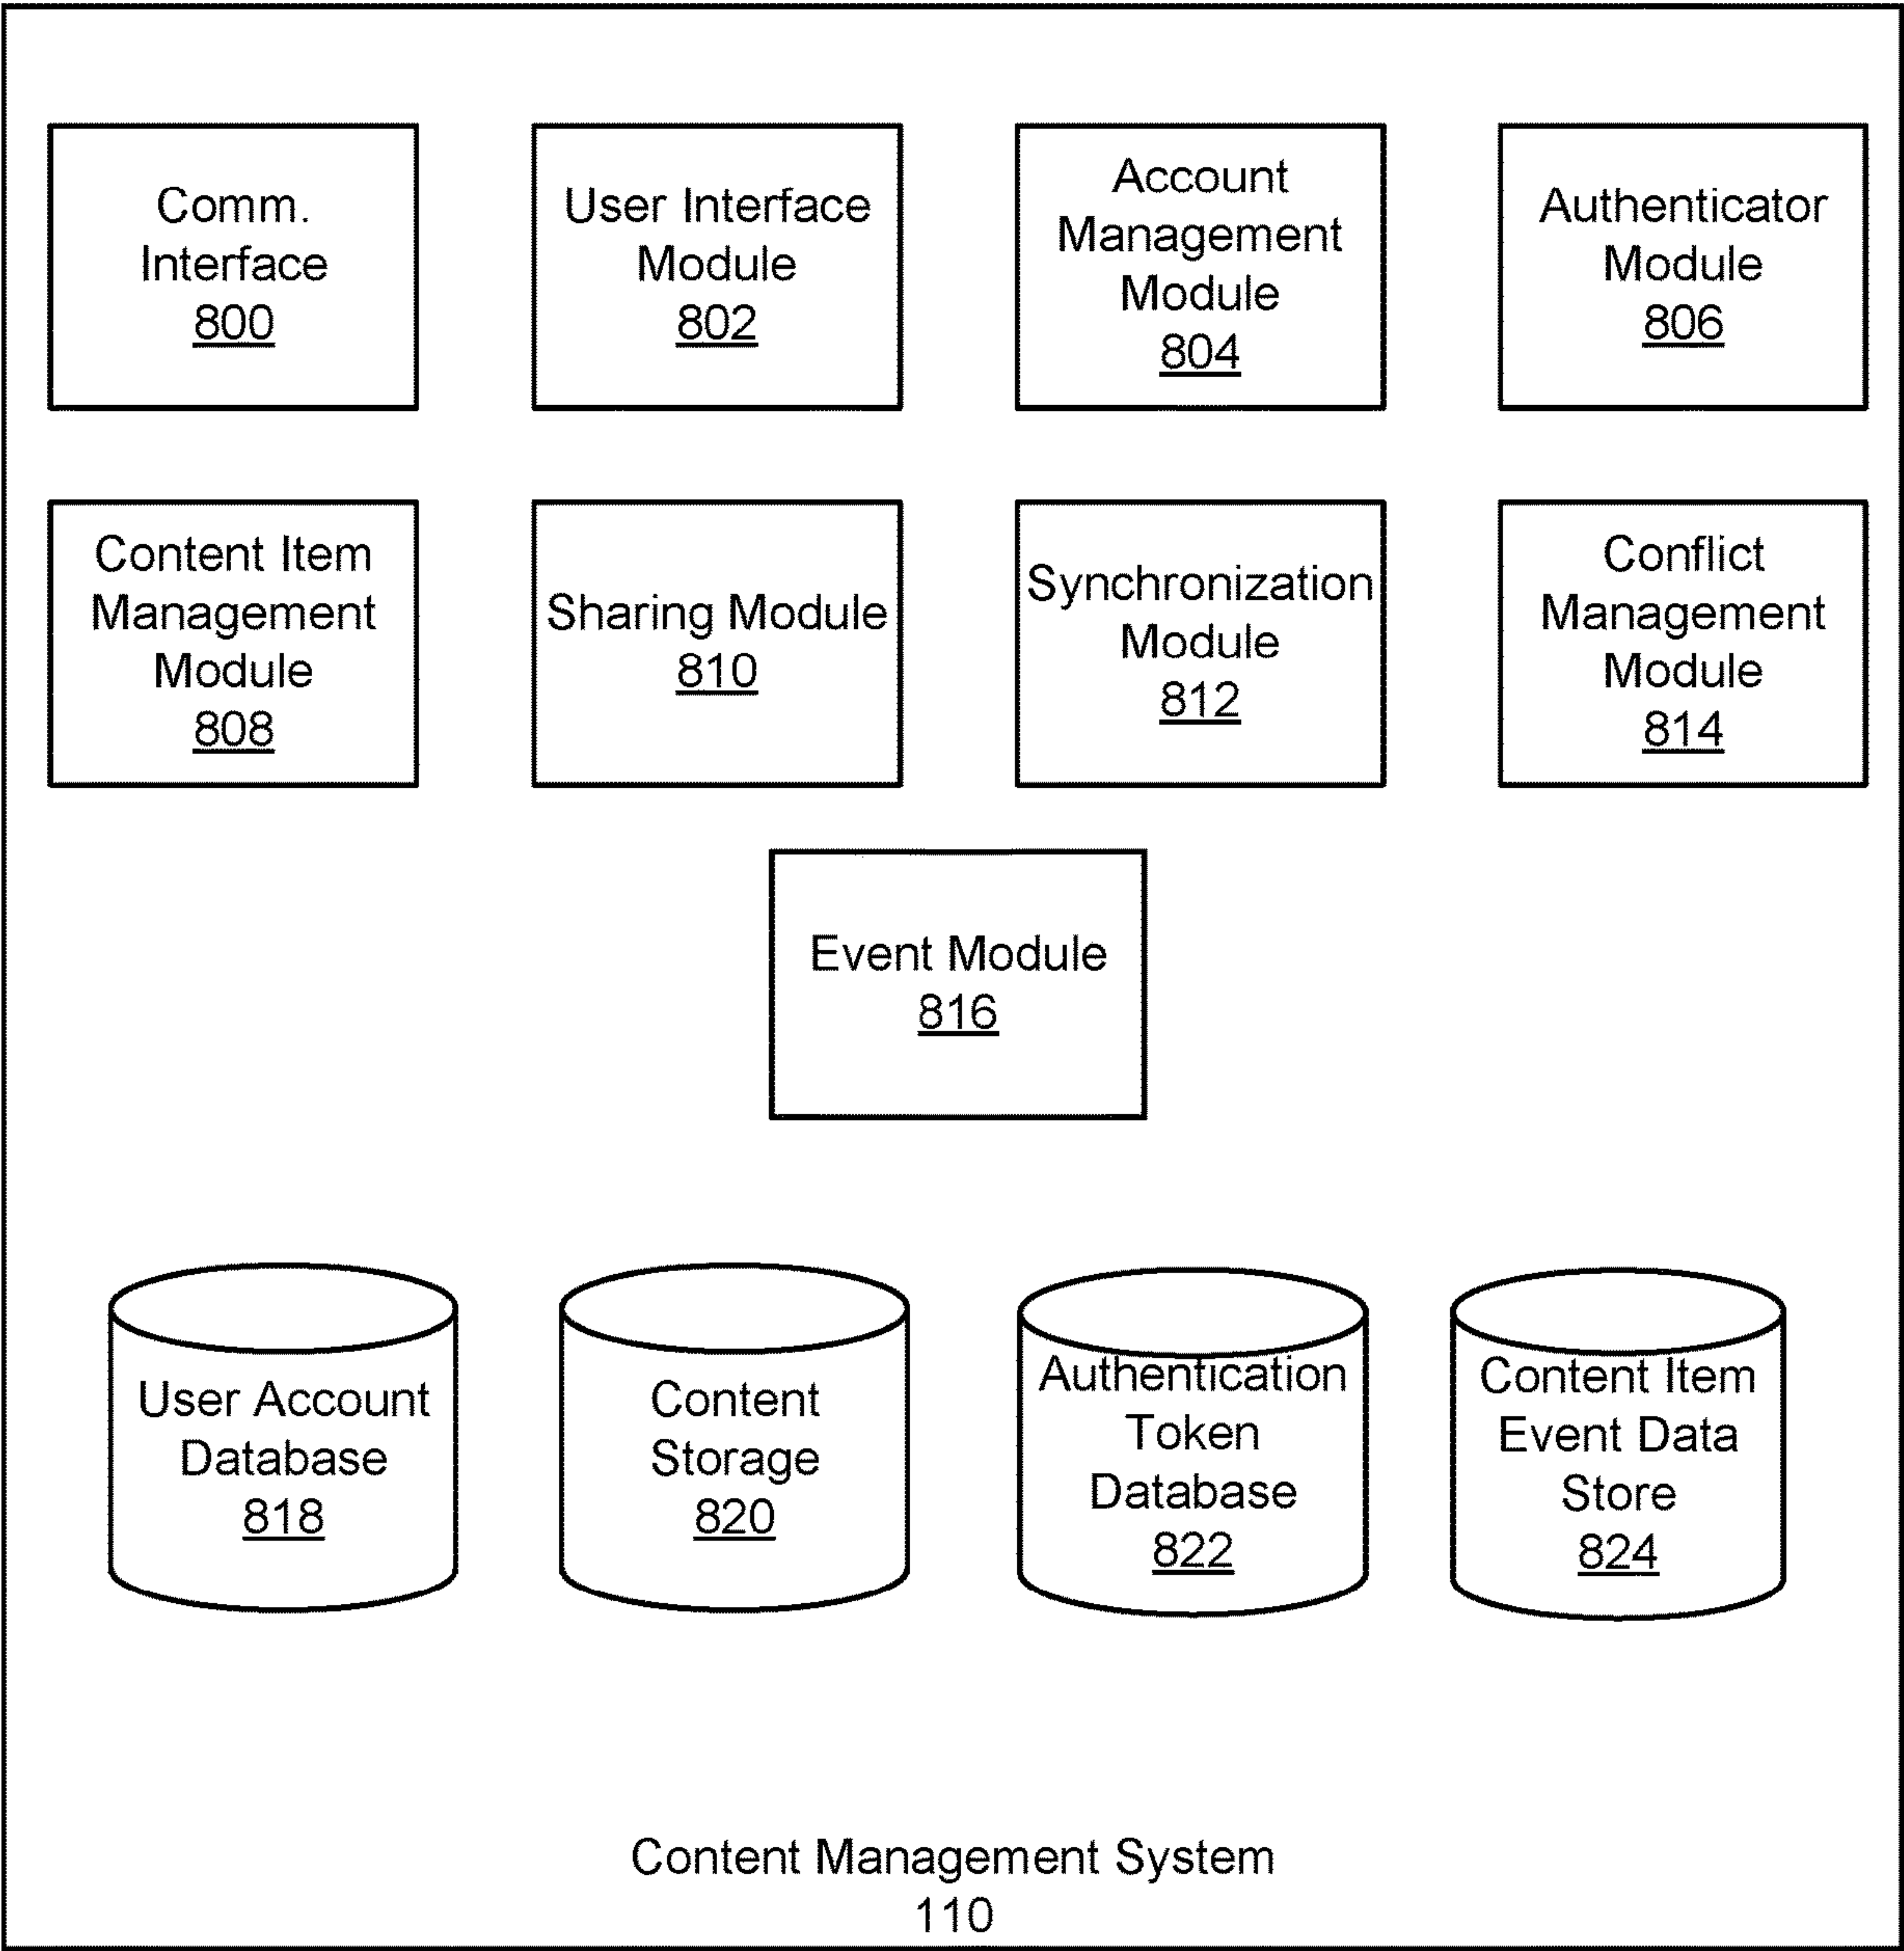 Comm.
Interface
800
User Interface
Module
802
Account
Management
Module
804
Authenticator
Module
806
Content Item
Management
Module
808
Sharing Module
810
Synchronization
Module
812
Conflict
Management
Module
814
Event Module
816
User Account
Database
818
Content
Storage
820
Authentication
Token
Database
822
Content Item
Event Data
Store
824
Content Management System
110